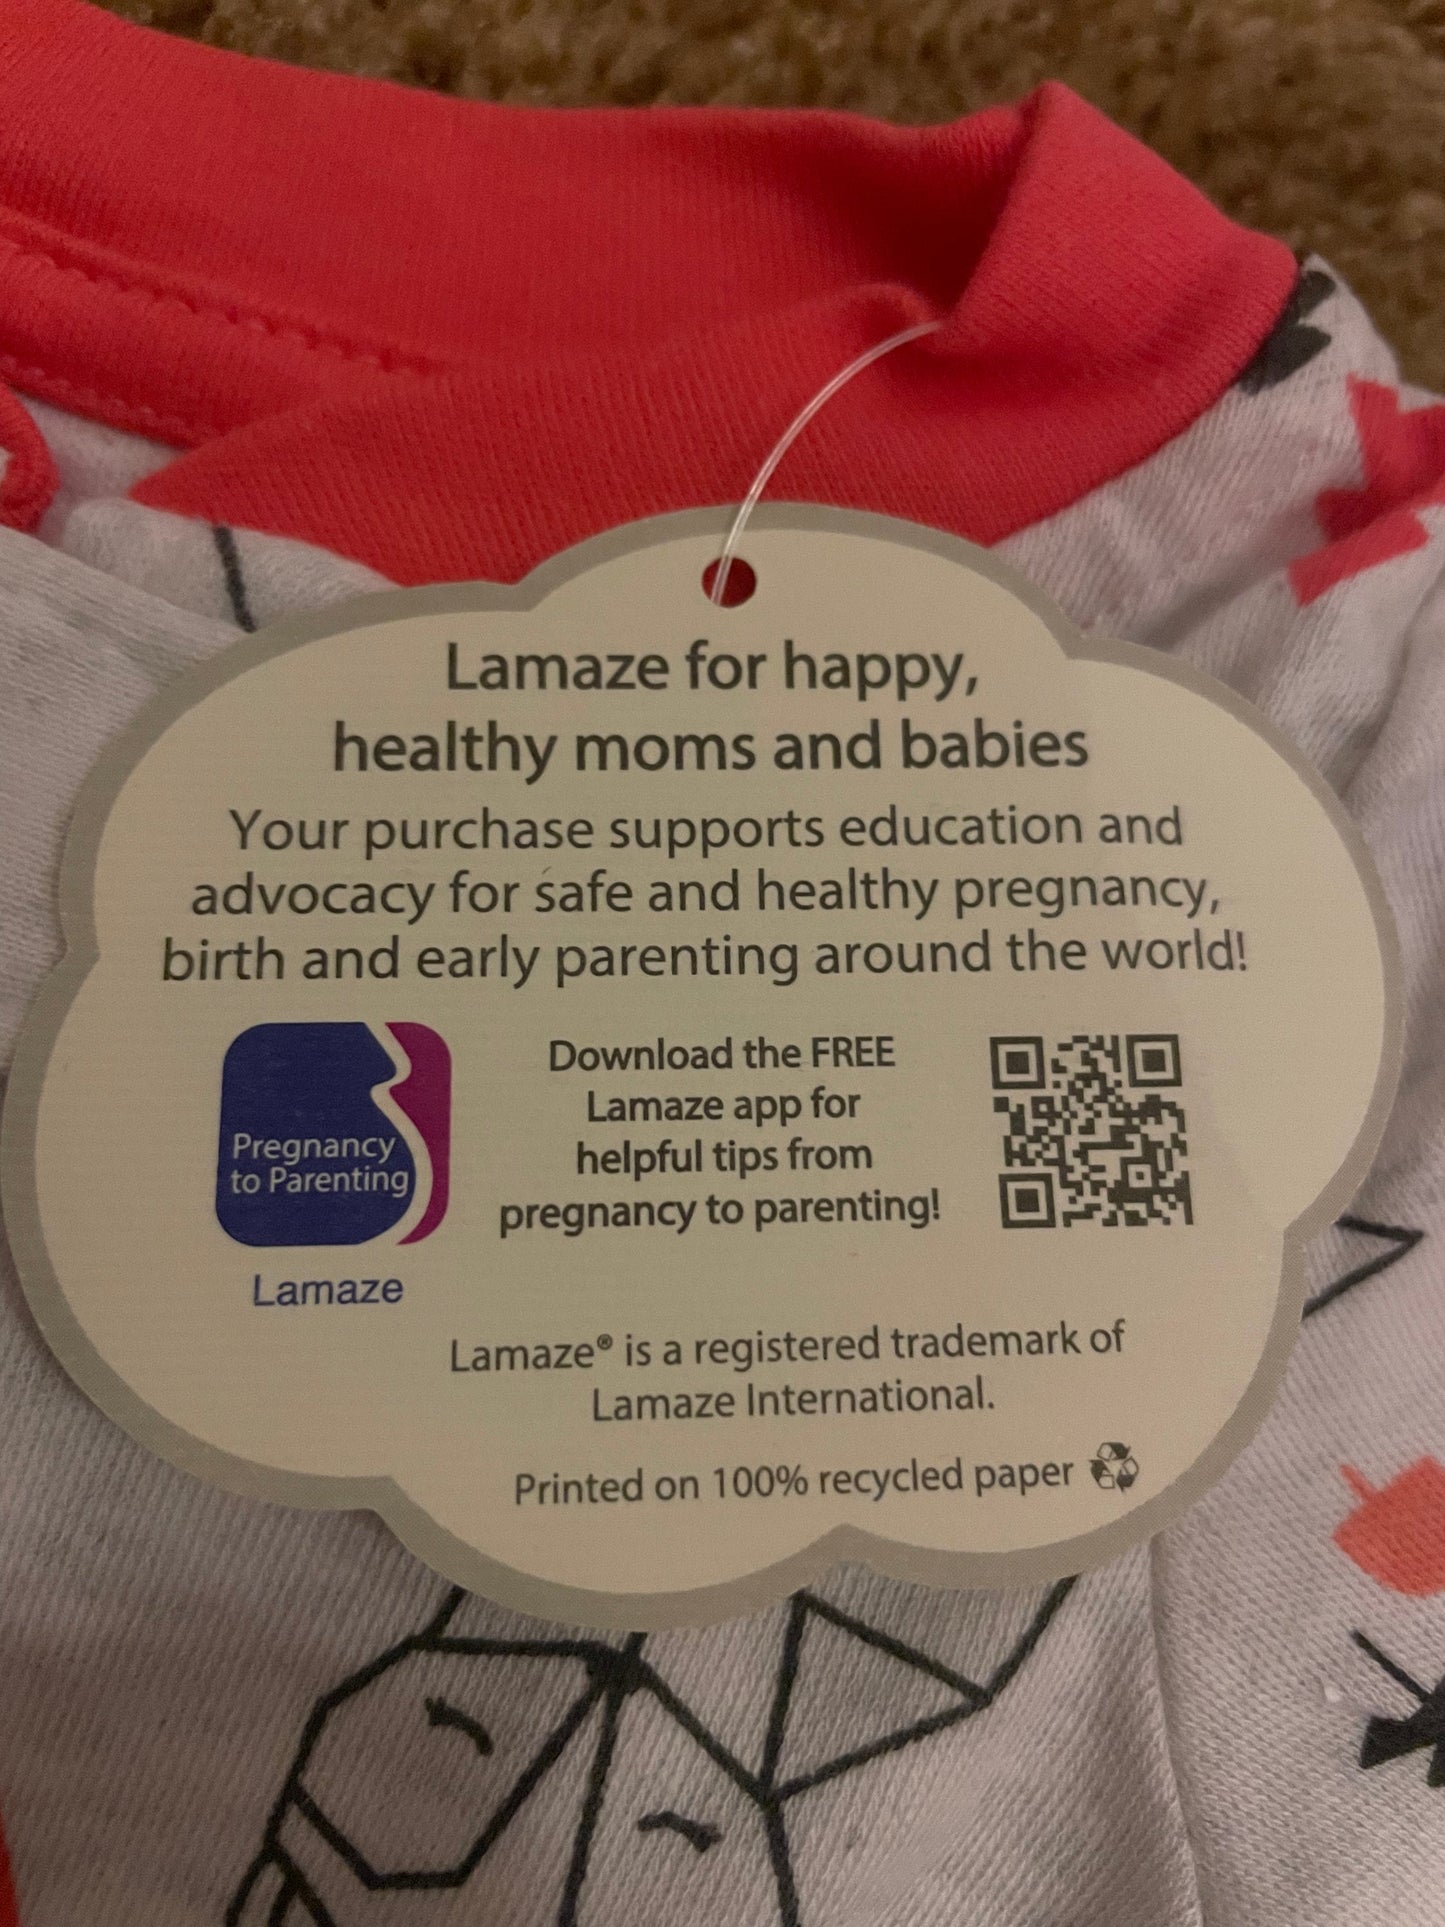 Lamaze for happy,
healthy moms and babies
Your purchase supports education and
advocacy for safe and healthy pregnancy,
birth and early parenting around the world!
Pregnancy
to Parenting
Lamaze
Download the FREE
Lamaze app for
helpful tips from
pregnancy to parenting!
Lamaze® is a registered trademark of
Lamaze International.
Printed on 100% recycled paper